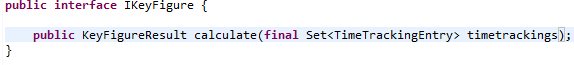 public interface IKeyFigure {
public KeyFigureResult calculate(final Set<TimeTrackingEntry> timetrackings);
}